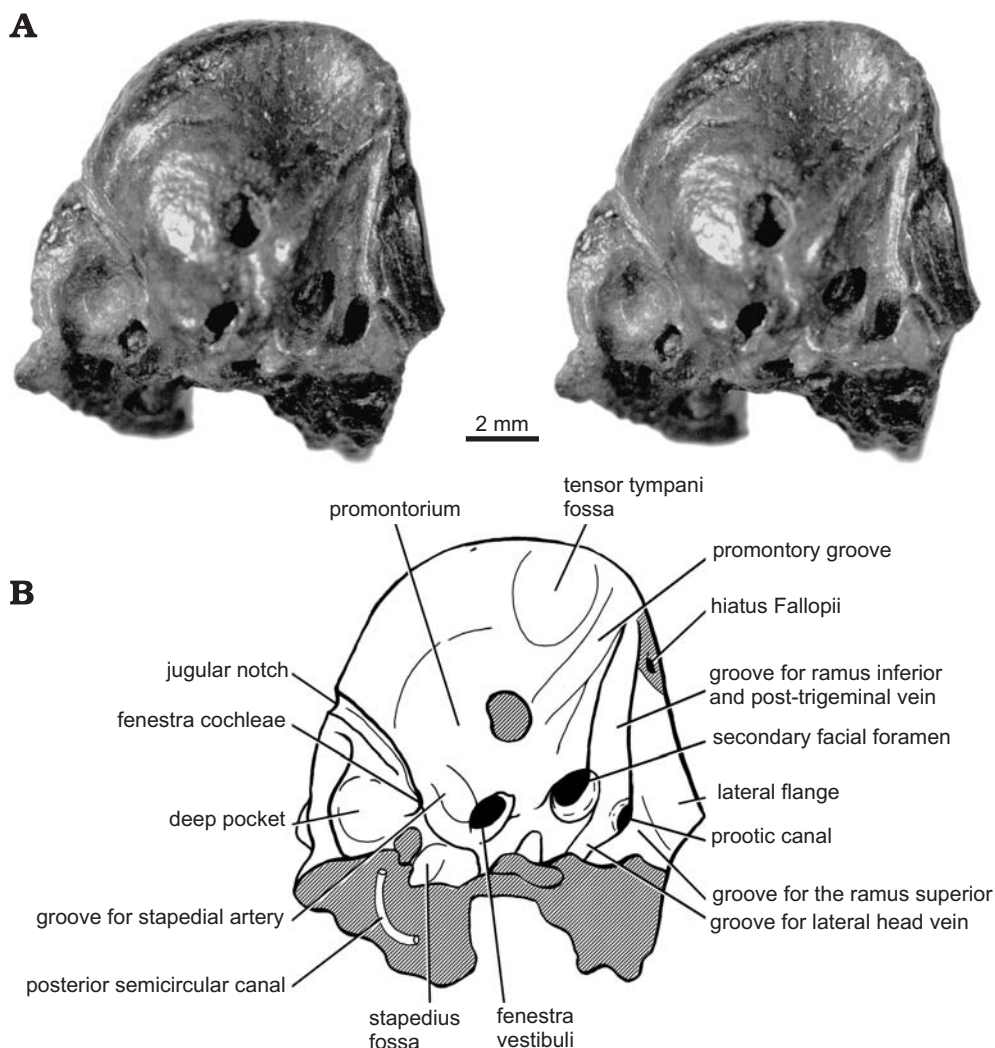 A
2 mm
B
promontorium
tensor tympani
fossa
promontory groove
hiatus Fallopii
jugular notch
groove for ramus inferior
and post-trigeminal vein
fenestra cochleae
secondary facial foramen
lateral flange
deep pocket
prootic canal
groove for the ramus superior
groove for stapedial artery
groove for lateral head vein
posterior semicircular canal
stapedius
fossa
fenestra
vestibuli